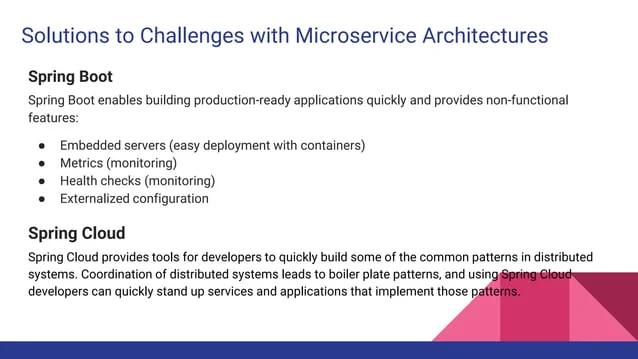 Solutions to Challenges with Microservice Architectures
Spring Boot
Spring Boot enables building production-ready applications quickly and provides non-functional
features:
● Embedded servers (easy deployment with containers)
● Metrics (monitoring)
● Health checks (monitoring)
● Externalized configuration
Spring Cloud
Spring Cloud provides tools for developers to quickly build some of the common patterns in distributed
systems. Coordination of distributed systems leads to boiler plate patterns, and using Spring Cloud
developers can quickly stand up services and applications that implement those patterns.